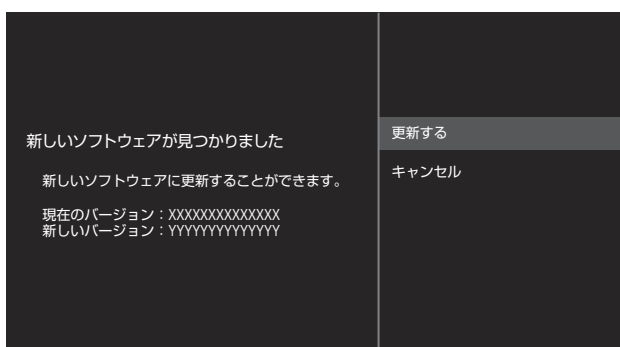 新しいソフトウェアが見つかりました
新しいソフトウェアに更新することができます。
現在のバージョン：XXXXXXXXXXXXXX
新しいバージョン：YYYYYYYYYYYYYY
更新する
キャンセル